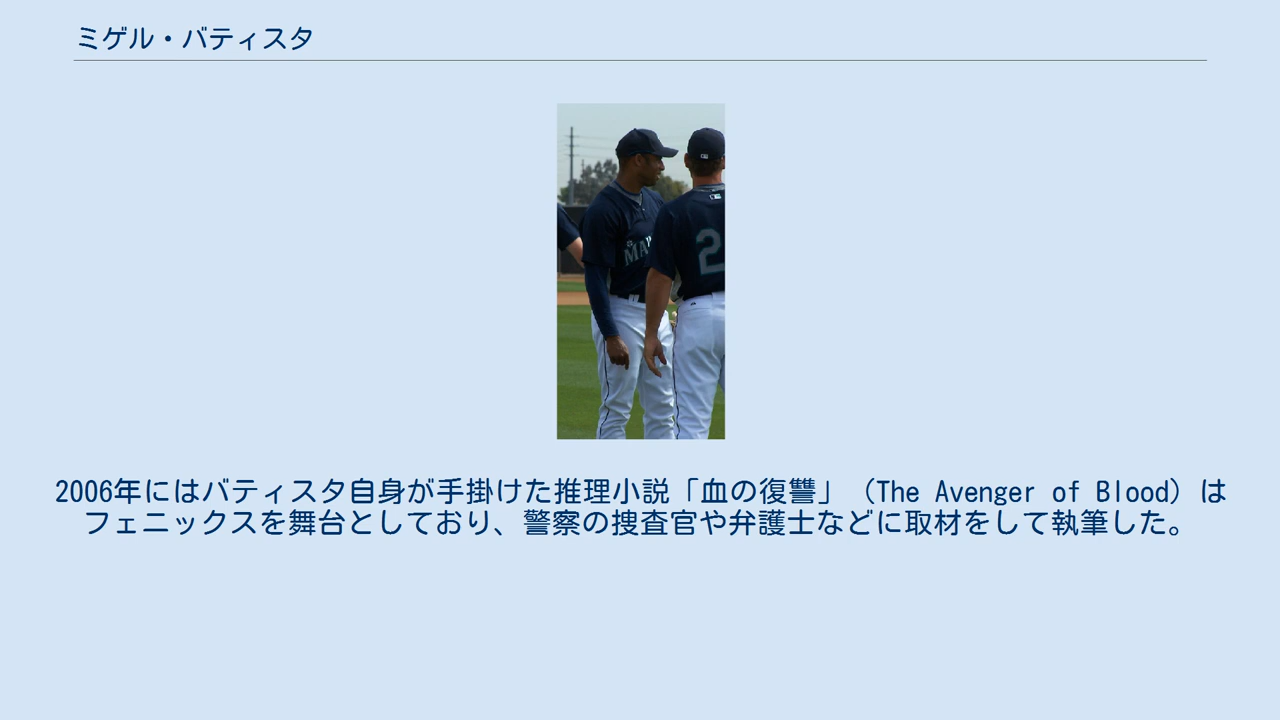 ミゲル・バティスタ
MA
2
2006年にはバティスタ自身が手掛けた推理小説「血の復讐」（The Avenger of Blood）は
フェニックスを舞台としており、警察の捜査官や弁護士などに取材をして執筆した。